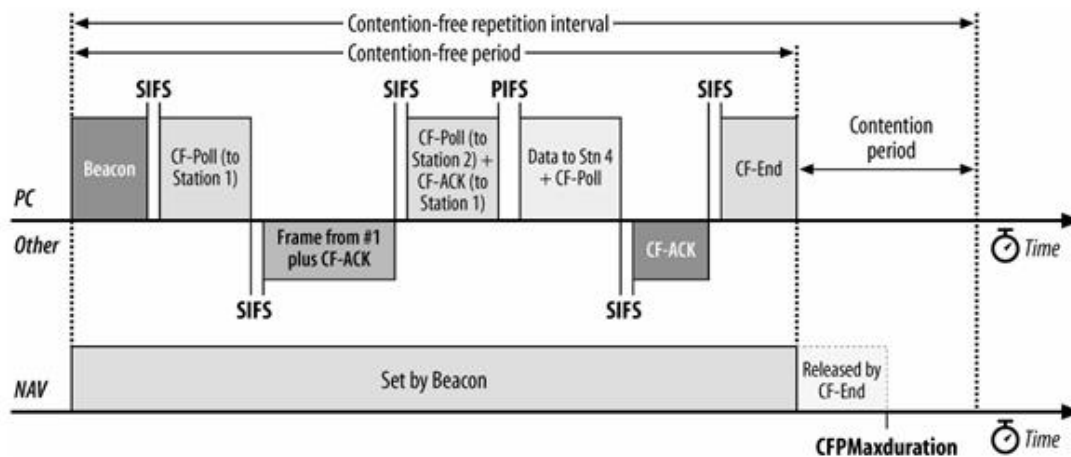 Contention-free repetition interval
Contention-free period
SIFS
SIFS
PIFS
SIFS
Beacon
CF-Poll (to
Station 1)
CF-Poll (to
Station 2) +
CF-ACK (to
Station 1)
Data to Stn 4
+ CF-Poll
CF-End
Contention
period
PC
Other
Frame from #1
plus CF-ACK
CF-ACK
Time
SIFS
SIFS
Set by Beacon
Released by
CF-End
NAV
CFPMaxduration
Time